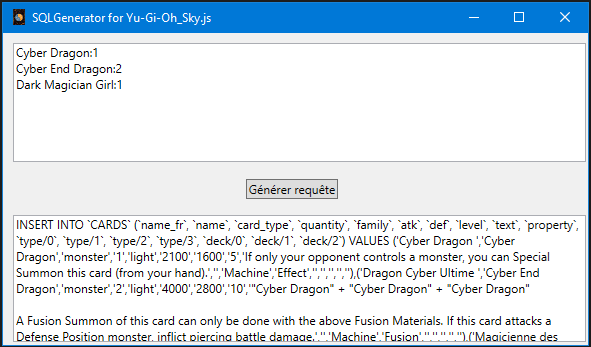 SQLGenerator for Yu-Gi-Oh_Sky.js
Cyber Dragon:1
Cyber End Dragon:2
Dark Magician Girl:1
Générer requête
INSERT INTO `CARDS` (`name_fr`, `name`, `card_type`, `quantity`, `family`, `atk`, `def`, `level`, `text`, `property`,
`type/0`, `type/1`, `type/2`, `type/3`, `deck/0`, `deck/1`, `deck/2`) VALUES ('Cyber Dragon ','Cyber
Dragon','monster','1','light','2100','1600','5','If only your opponent controls a monster, you can Special
Summon this card (from your hand).','','Machine','Effect','','','','',''),('Dragon Cyber Ultime ','Cyber End
Dragon','monster','2','light','4000','2800','10','"Cyber Dragon" + "Cyber Dragon" + "Cyber Dragon"
A Fusion Summon of this card can only be done with the above Fusion Materials. If this card attacks a
Defense Position monster, inflict piercing battle damage.','','Machine','Fusion','','','','',''),('Magicienne des